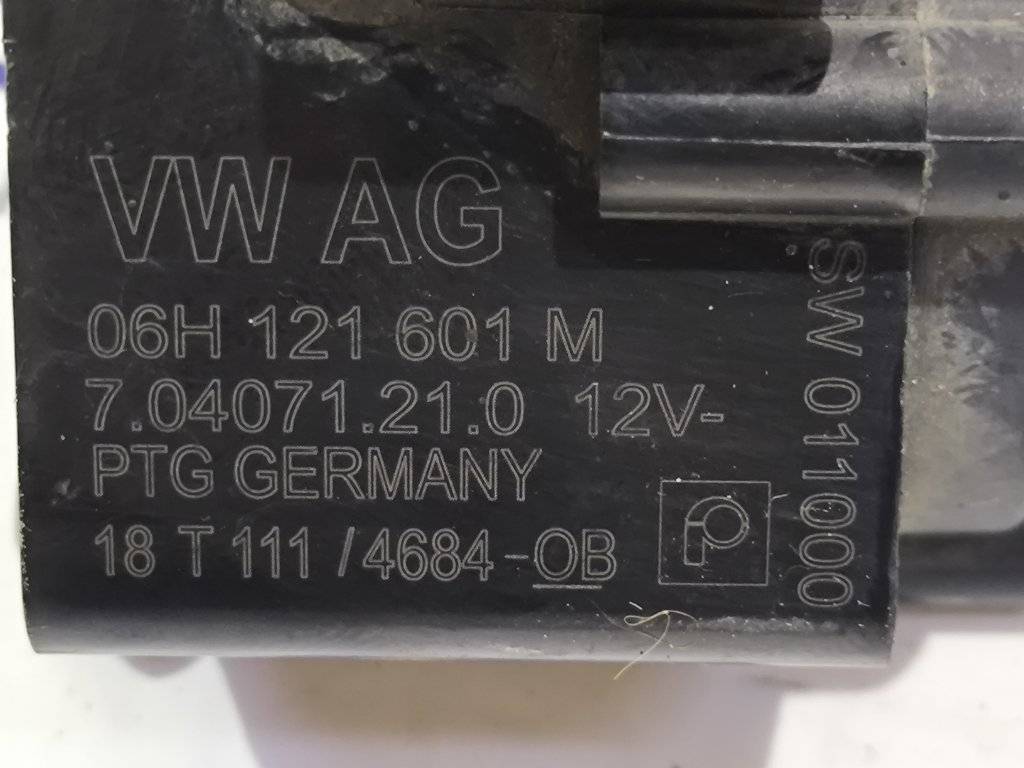 VW AG
06H 121 601 M
7.04071.21.0 12V-
PTG GERMANY
18 T 111 / 4684-OB
SW 011000